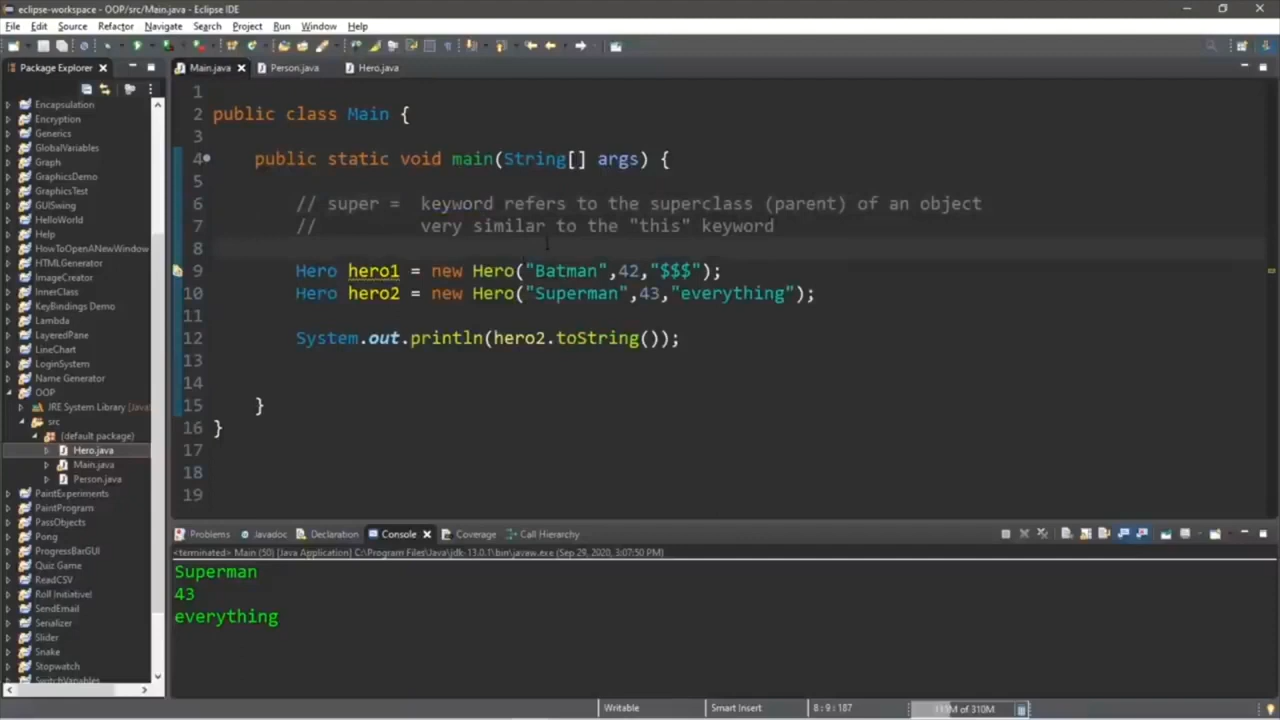 eclipse-workspace - OOP/src/Main.java - Eclipse IDE
File Edit Source Refactor Navigate Search Project Run Window Help
Package Explorer
Main.java Person.java Hero.java
Encapsulation
Encryption
Generics
GlobalVariables
Graph
GraphicsDemo
GraphicsTest
GUISwing
HelloWorld
Help
HowToOpenANewWindow
HTMLGenerator
ImageCreator
InnerClass
KeyBindings Demo
Lambda
LayeredPane
LineChart
LoginSystem
Name Generator
OOP
JRE System Library [Java
src
(default package)
Hero.java
Main.java
Person.java
PaintExperiments
PaintProgram
PassObjects
Pong
ProgressBarGUI
Quiz Game
ReadCSV
Roll Initiative!
SendEmail
Serializer
Slider
Snake
Stopwatch
SwitchVariables
1
2 public class Main {
3
4 public static void main(String[] args) {
5
6 // super = keyword refers to the superclass (parent) of an object
7 // very similar to the "this" keyword
8
9 Hero hero1 = new Hero("Batman",42,"$$$");
10 Hero hero2 = new Hero("Superman",43,"everything");
11
12 System.out.println(hero2.toString());
13
14
15 }
16 }
17
18
19
Problems Javadoc Declaration Console Coverage Call Hierarchy
<terminated> Main (50) [Java Application] C:\Program Files\Java\jdk-13.0.1\bin\javaw.exe (Sep 29, 2020, 3:07:50 PM)
Superman
43
everything
Writable Smart Insert 8 : 9 : 187 of 310M